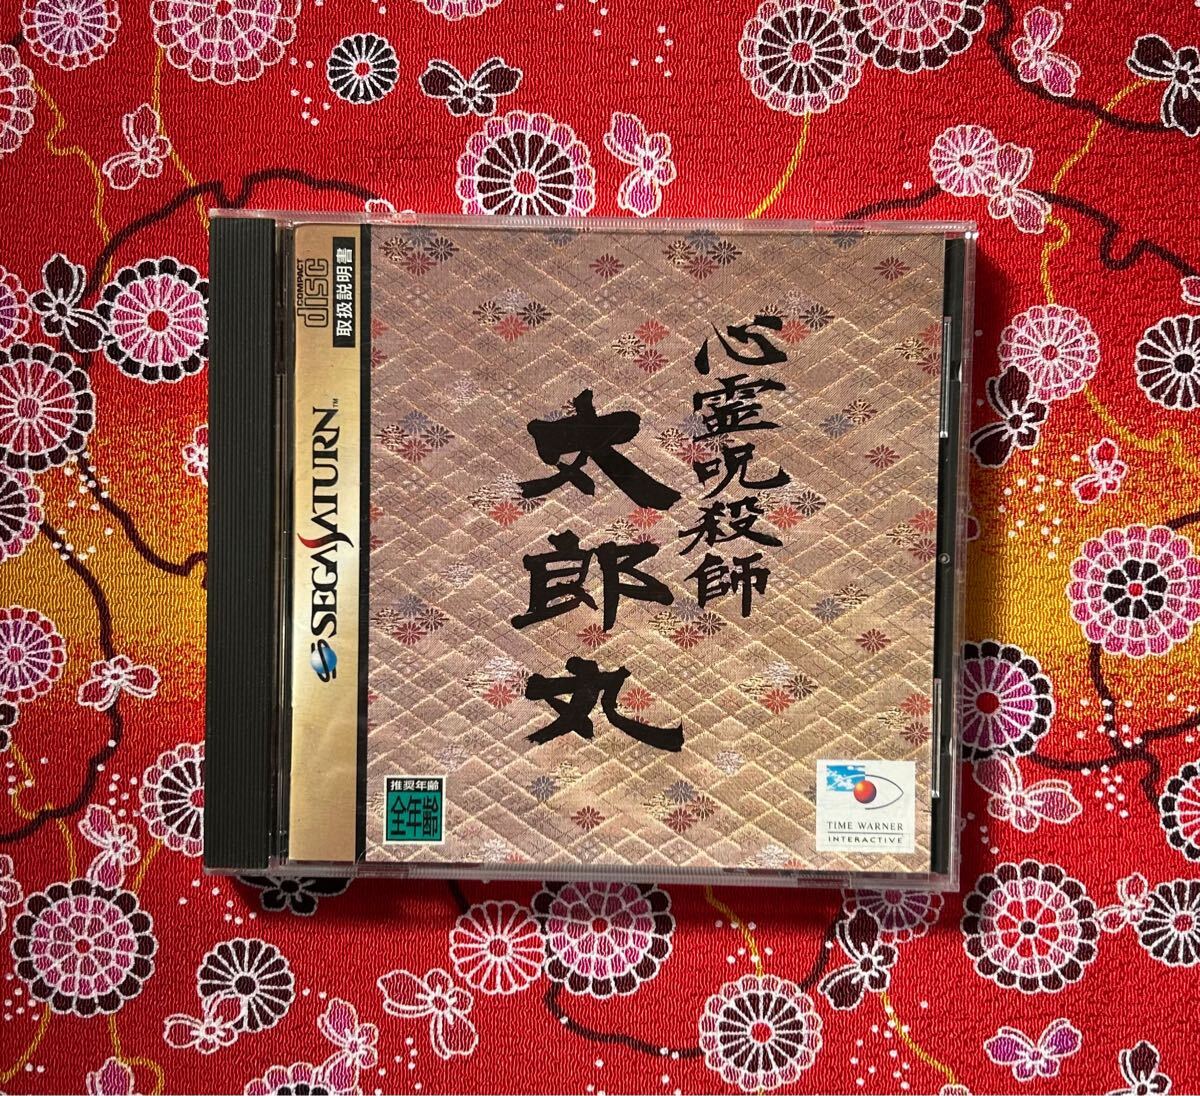 COMPACT
disc
取扱説明書
SEGA SATURN™
心霊呪殺師
太郎丸
推奨年齢
全年齢
TIME WARNER
INTERACTIVE